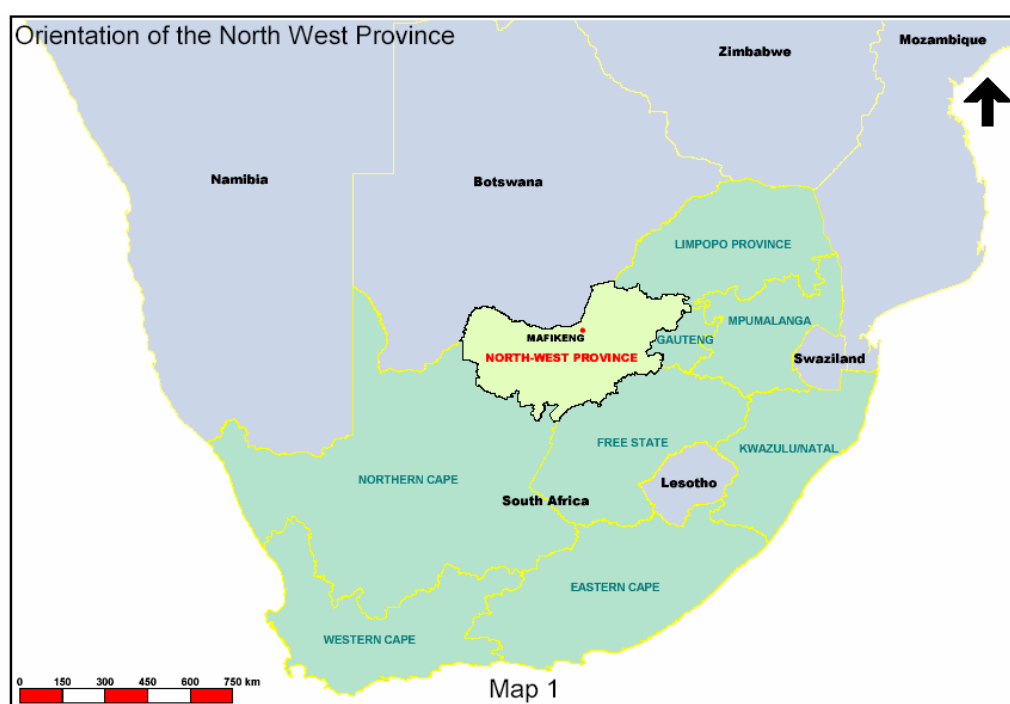 Orientation of the North West Province
Mozambique
Zimbabwe
Namibia
Botswana
LIMPOPO PROVINCE
MPUMALANGA
MAFIKENG
GAUTENG
NORTH-WEST PROVINCE
Swaziland
FREE STATE
KWAZULU/NATAL
NORTHERN CAPE
Lesotho
South Africa
EASTERN CAPE
WESTERN CAPE
0 150 300 450 600 750 km
Map 1